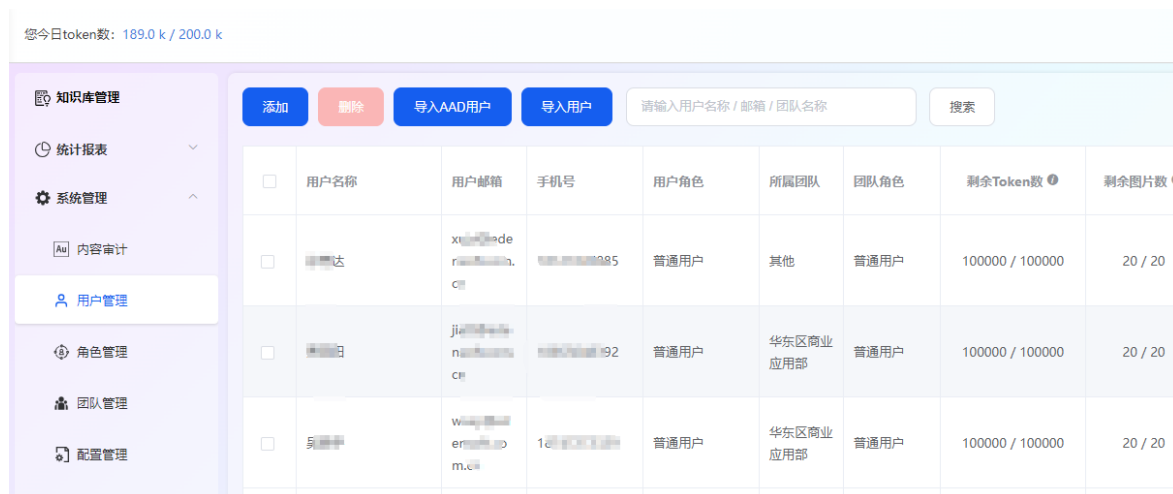 您今日token数：189.0 k / 200.0 k
知识库管理
统计报表
系统管理
Au 内容审计
用户管理
角色管理
团队管理
配置管理
添加 删除 导入AAD用户 导入用户 请输入用户名称 / 邮箱 / 团队名称 搜索
用户名称 用户邮箱 手机号 用户角色 所属团队 团队角色 剩余Token数 剩余图片数
达 885 普通用户 其他 普通用户 100000 / 100000 20 / 20
阳 92 普通用户 华东区商业
应用部 普通用户 100000 / 100000 20 / 20
吴 18 普通用户 华东区商业
应用部 普通用户 100000 / 100000 20 / 20